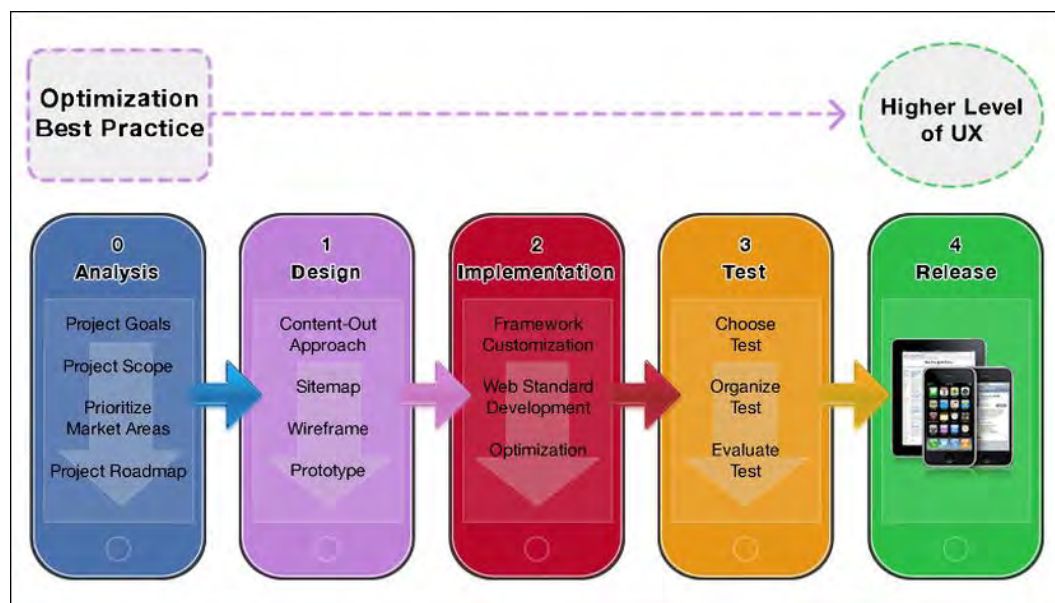 Optimization
Best Practice
Higher Level
of UX
0
Analysis
Project Goals
Project Scope
Prioritize
Market Areas
Project Roadmap
1
Design
Content-Out
Approach
Sitemap
Wireframe
Prototype
2
Implementation
Framework
Customization
Web Standard
Development
Optimization
3
Test
Choose
Test
Organize
Test
Evaluate
Test
4
Release